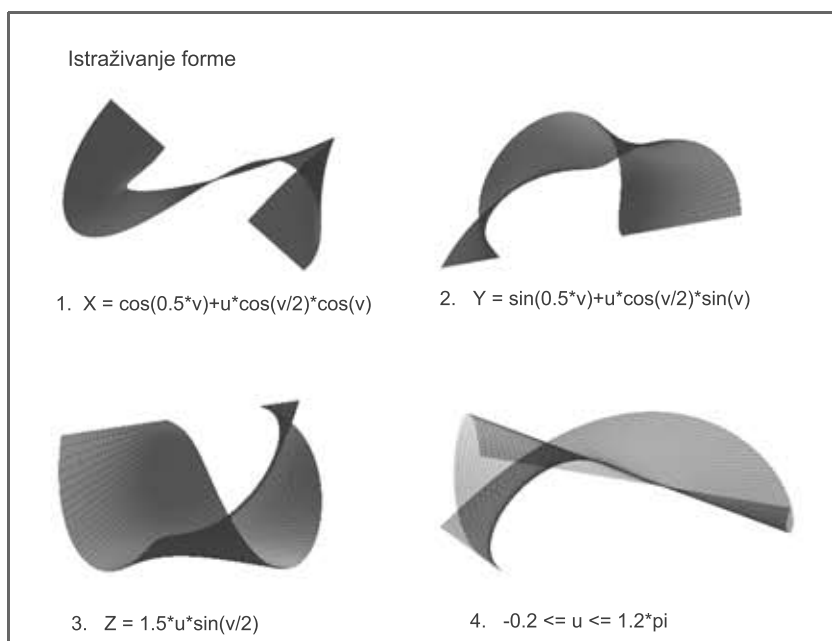 Istraživanje forme
1. X = cos(0.5*v)+u*cos(v/2)*cos(v)
2. Y = sin(0.5*v)+u*cos(v/2)*sin(v)
3. Z = 1.5*u*sin(v/2)
4. -0.2 <= u <= 1.2*pi